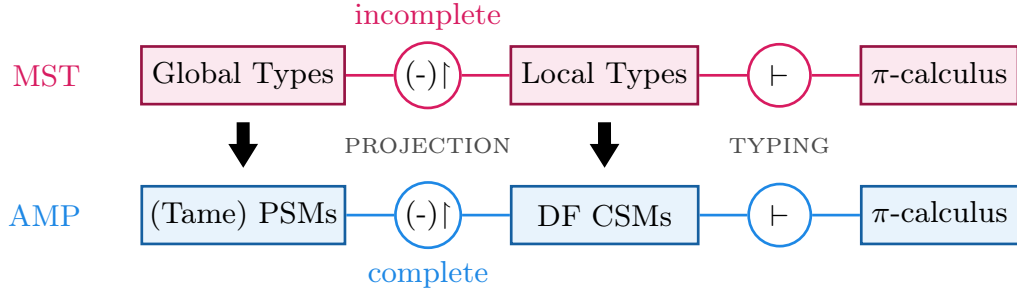 incomplete
MST Global Types (-)↾ Local Types ⊢ π-calculus
PROJECTION TYPING
AMP (Tame) PSMs (-)↾ DF CSMs ⊢ π-calculus
complete